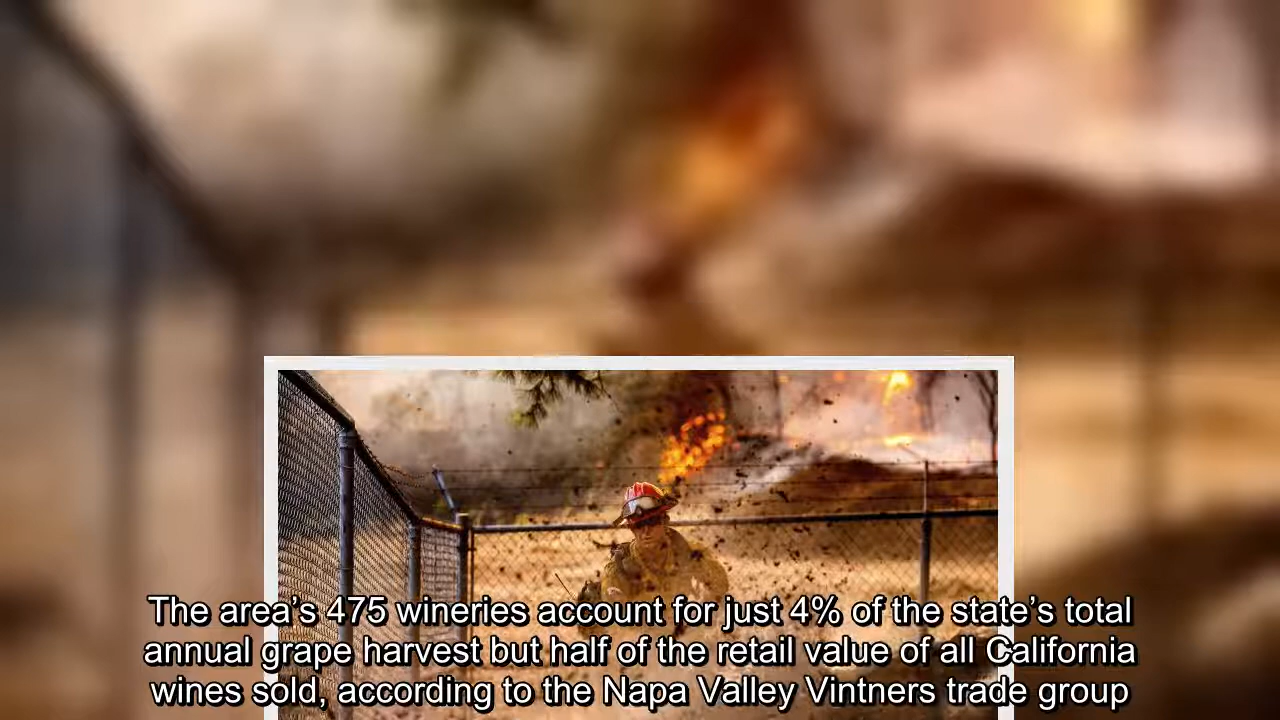 The area’s 475 wineries account for just 4% of the state’s total
annual grape harvest but half of the retail value of all California
wines sold, according to the Napa Valley Vintners trade group